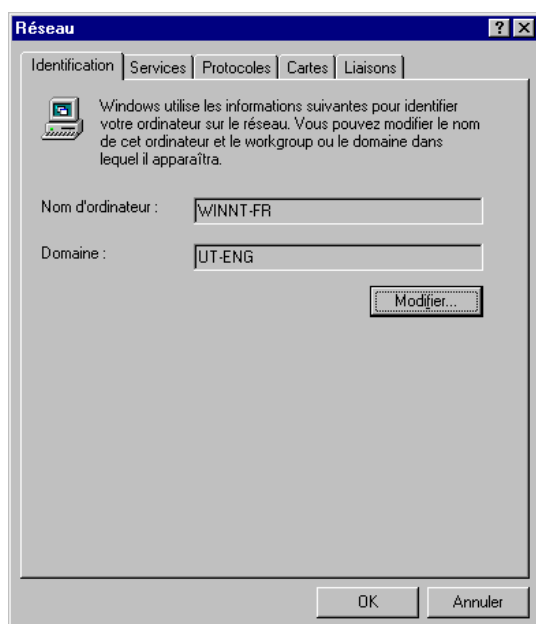 Réseau
Identification Services Protocoles Cartes Liaisons
Windows utilise les informations suivantes pour identifier
votre ordinateur sur le réseau. Vous pouvez modifier le nom
de cet ordinateur et le workgroup ou le domaine dans
lequel il apparaîtra.
Nom d'ordinateur : WINNT-FR
Domaine : UT-ENG
Modifier...
OK Annuler